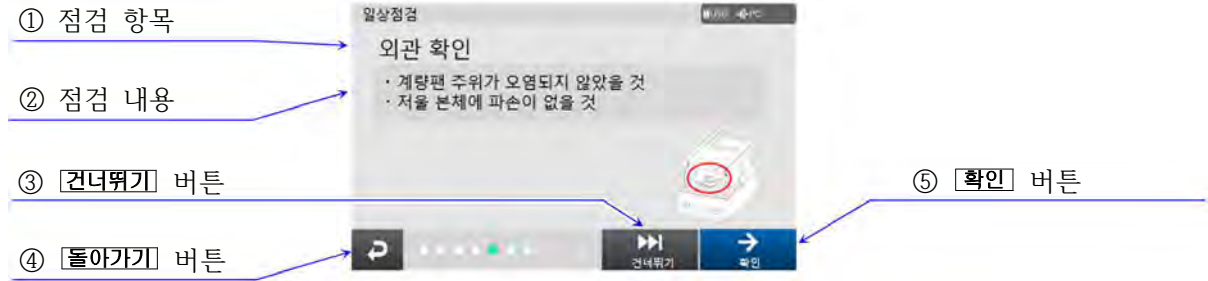 ① 점검 항목
② 점검 내용
③ 건너뛰기 버튼
④ 돌아가기 버튼
일상점검
외관 확인
· 계량팬 주위가 오염되지 않았을 것
· 저울 본체에 파손이 없을 것
건너뛰기
확인
⑤ 확인 버튼